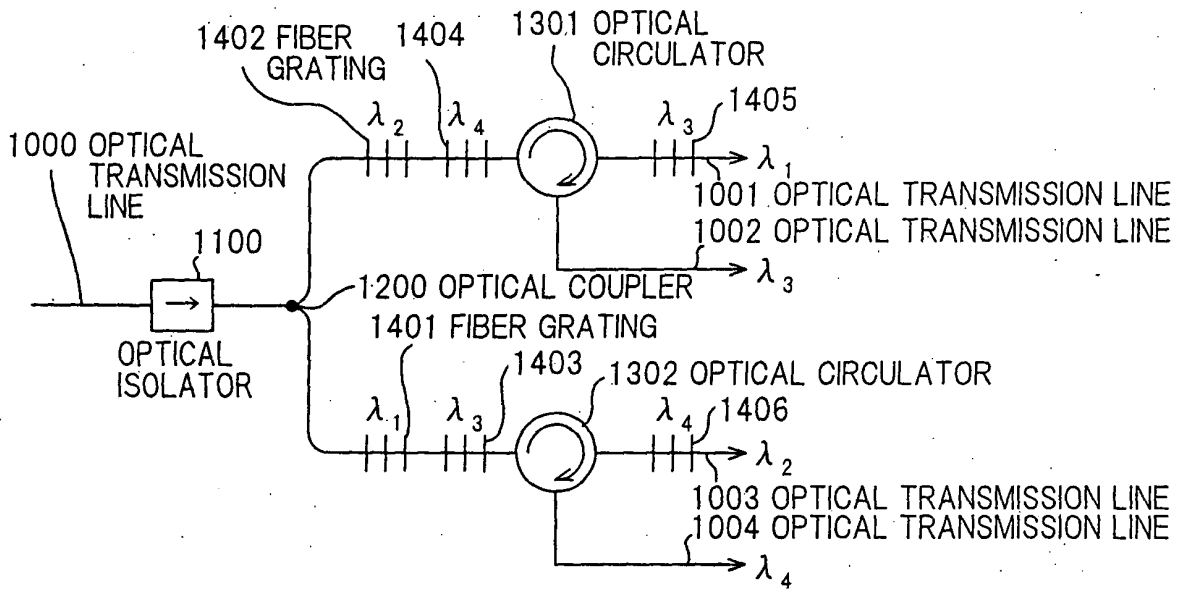 1402 FIBER
GRATING
1404
1301 OPTICAL
CIRCULATOR
1405
λ2
λ4
λ3
1000 OPTICAL
TRANSMISSION
LINE
λ1
1001 OPTICAL TRANSMISSION LINE
1002 OPTICAL TRANSMISSION LINE
1100
λ3
1200 OPTICAL COUPLER
1401 FIBER GRATING
OPTICAL
ISOLATOR
1403
1302 OPTICAL CIRCULATOR
1406
λ1
λ3
λ4
λ2
1003 OPTICAL TRANSMISSION LINE
1004 OPTICAL TRANSMISSION LINE
λ4